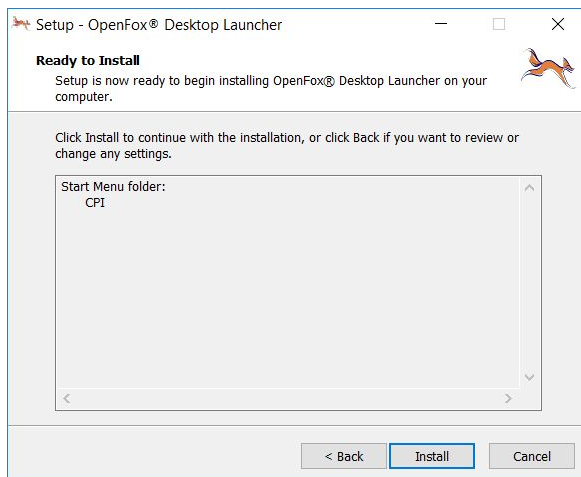 Setup - OpenFox® Desktop Launcher
Ready to Install
Setup is now ready to begin installing OpenFox® Desktop Launcher on your
computer.
Click Install to continue with the installation, or click Back if you want to review or
change any settings.
Start Menu folder:
CPI
< Back
Install
Cancel